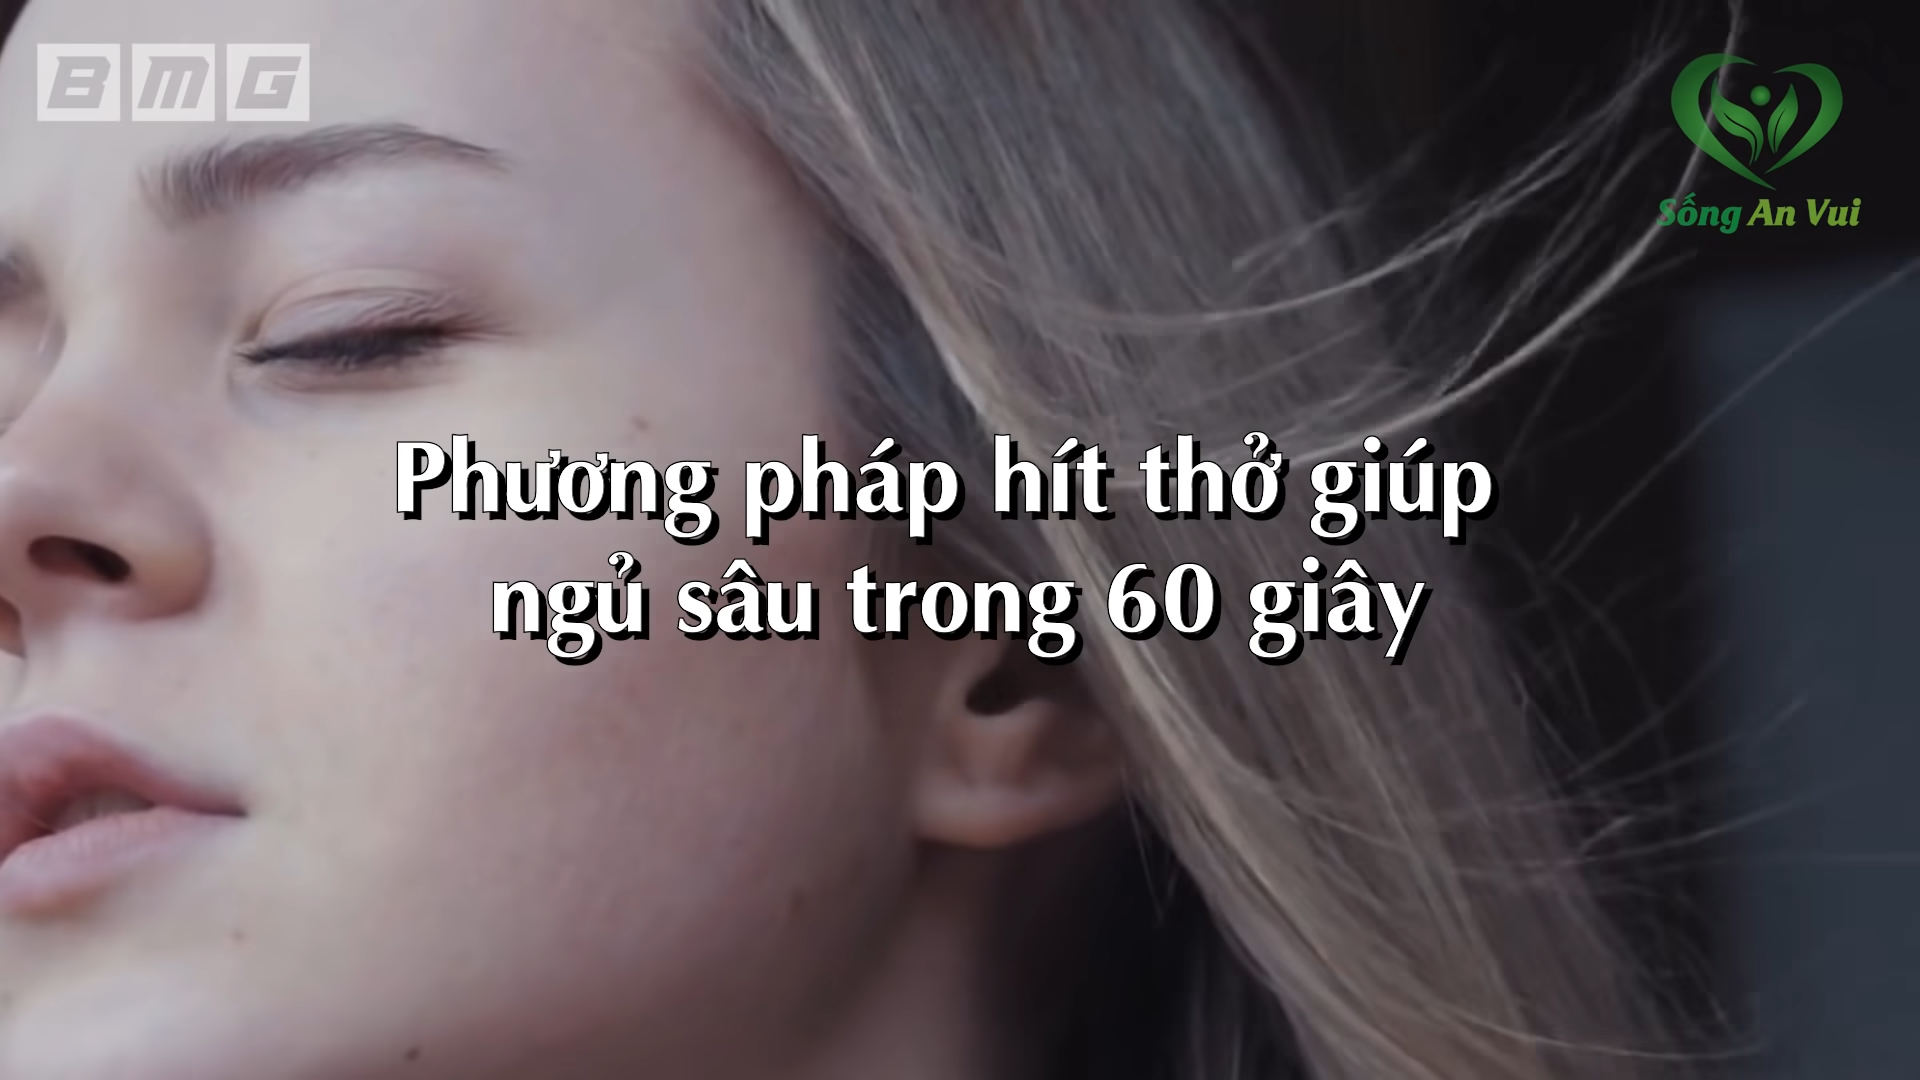 BMG
Sống An Vui
Phương pháp hít thở giúp
ngủ sâu trong 60 giây